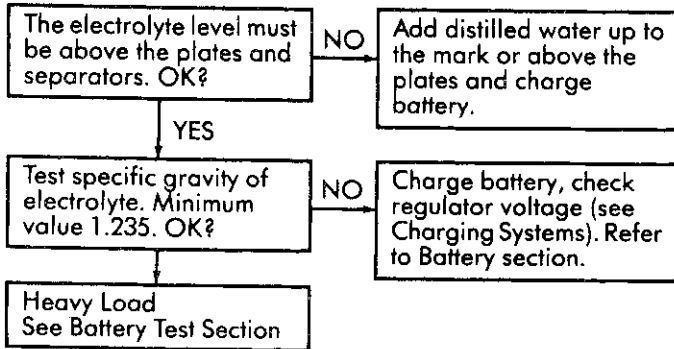 The electrolyte level must
be above the plates and
separators. OK?
NO
Add distilled water up to
the mark or above the
plates and charge
battery.
YES
Test specific gravity of
electrolyte. Minimum
value 1.235. OK?
NO
Charge battery, check
regulator voltage (see
Charging Systems). Refer
to Battery section.
Heavy Load
See Battery Test Section